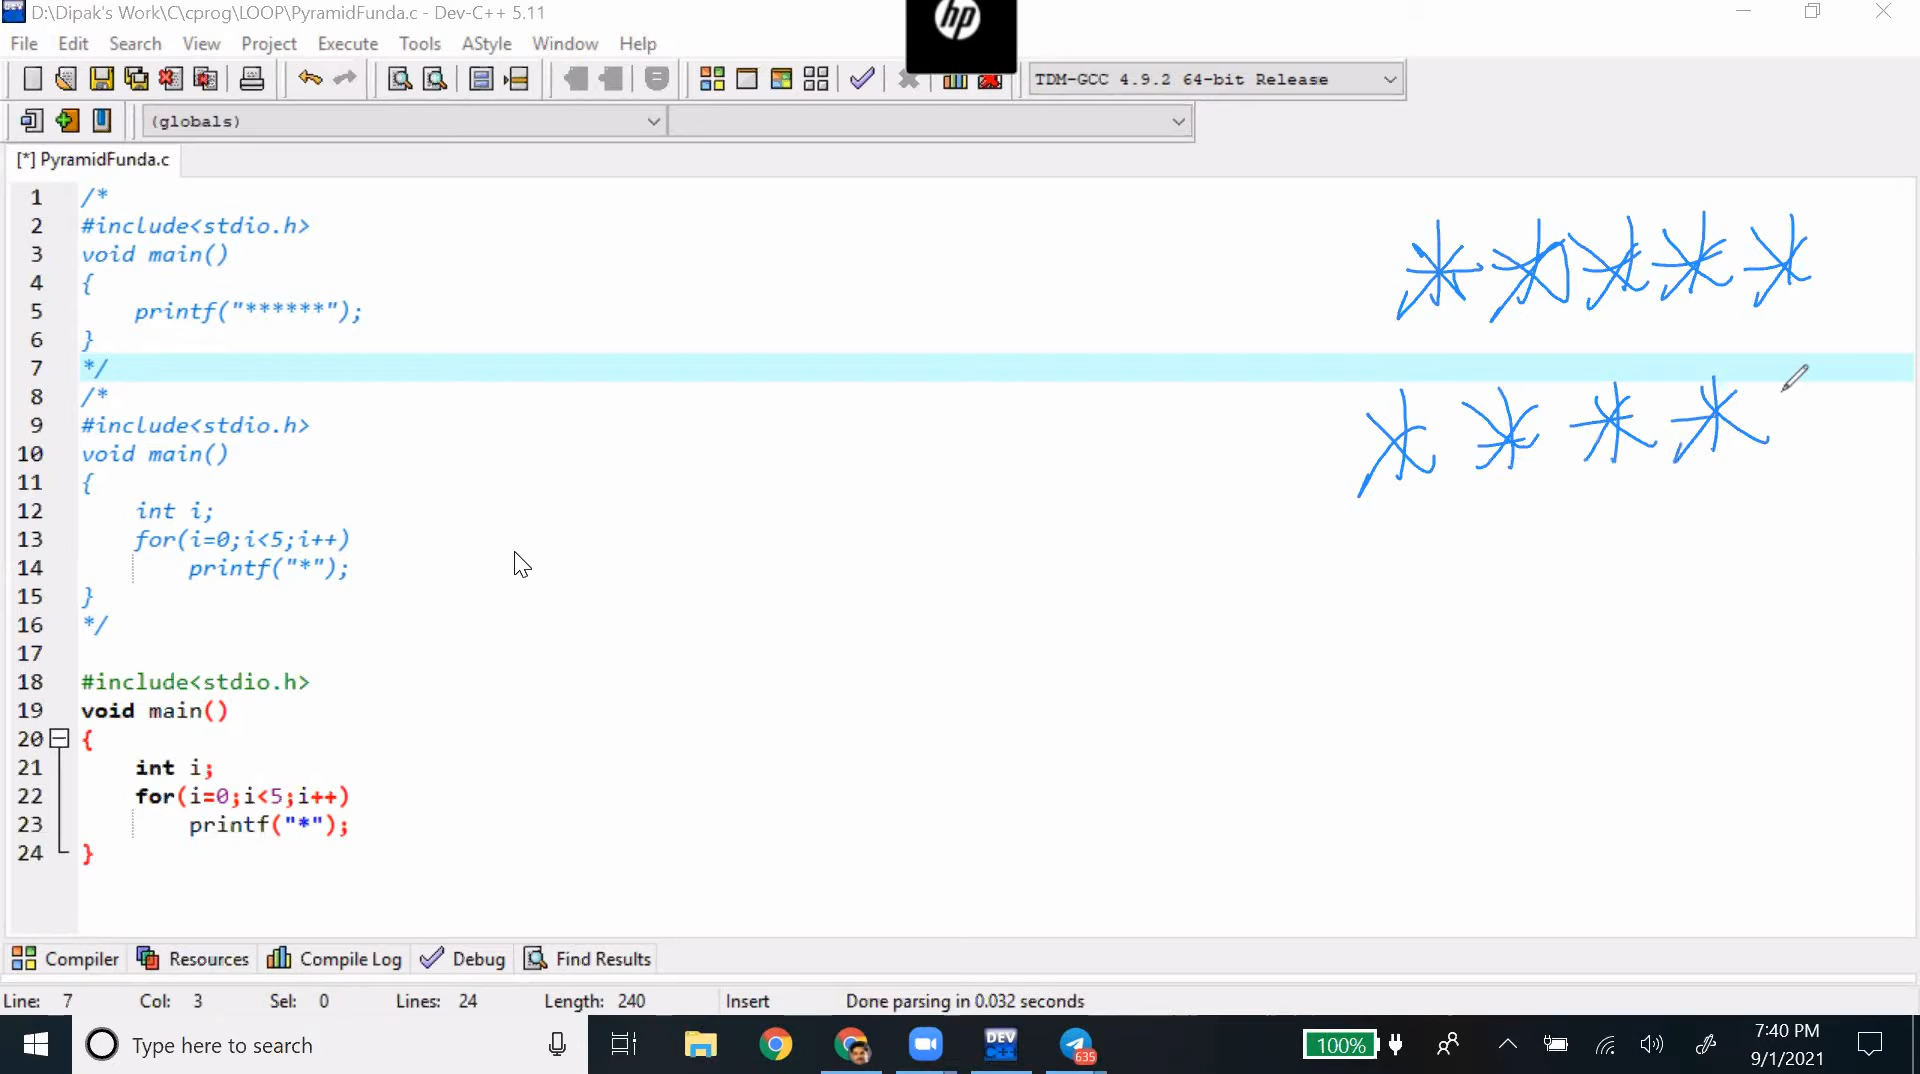 D:\Dipak's Work\C\cprog\LOOP\PyramidFunda.c - Dev-C++ 5.11
hp
File Edit Search View Project Execute Tools AStyle Window Help
TDM-GCC 4.9.2 64-bit Release
(globals)
[*] PyramidFunda.c
1 /*
2 #include<stdio.h>
3 void main()
4 {
5 printf("******");
6 }
7 */
8 /*
9 #include<stdio.h>
10 void main()
11 {
12 int i;
13 for(i=0;i<5;i++)
14 printf("*");
15 }
16 */
17
18 #include<stdio.h>
19 void main()
20 {
21 int i;
22 for(i=0;i<5;i++)
23 printf("*");
24 }
* * * * *
* * * *
Compiler Resources Compile Log Debug Find Results
Line: 7 Col: 3 Sel: 0 Lines: 24 Length: 240 Insert Done parsing in 0.032 seconds
Type here to search DEV C++ 635 100% 7:40 PM
9/1/2021